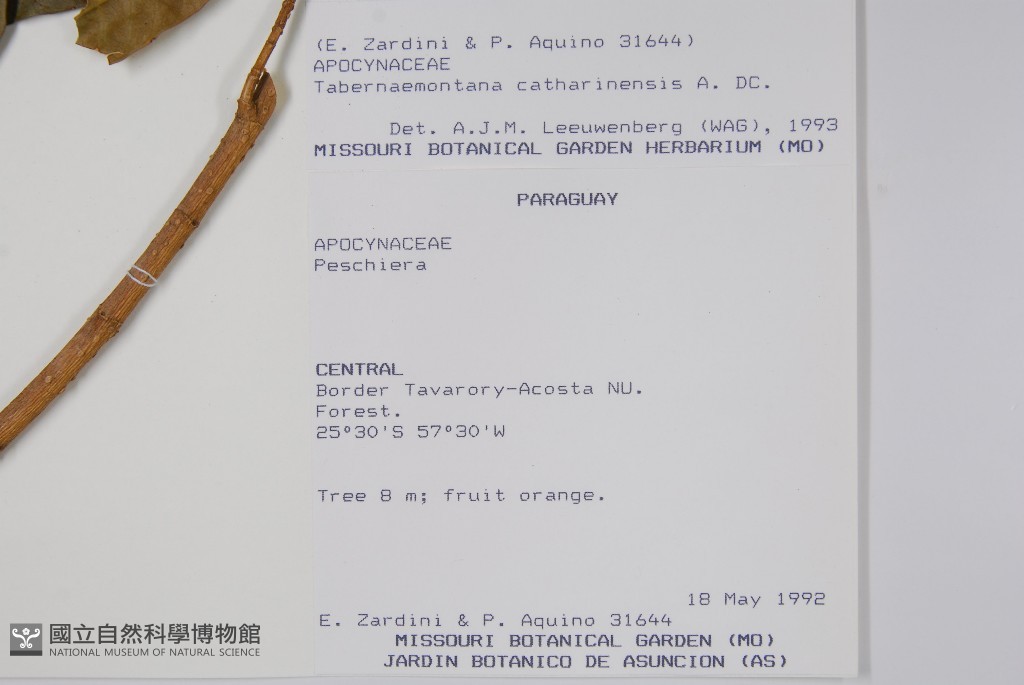 (E. Zardini & P. Aquino 31644)
APOCYNACEAE
Tabernaemontana catharinensis A. DC.
Det. A.J.M. Leeuwenberg (WAG), 1993
MISSOURI BOTANICAL GARDEN HERBARIUM (MO)
PARAGUAY
APOCYNACEAE
Peschiera
CENTRAL
Border Tavarory-Acosta NU.
Forest.
25°30'S 57°30'W
Tree 8 m; fruit orange.
18 May 1992
E. Zardini & P. Aquino 31644
MISSOURI BOTANICAL GARDEN (MO)
JARDIN BOTANICO DE ASUNCION (AS)
國立自然科學博物館
NATIONAL MUSEUM OF NATURAL SCIENCE